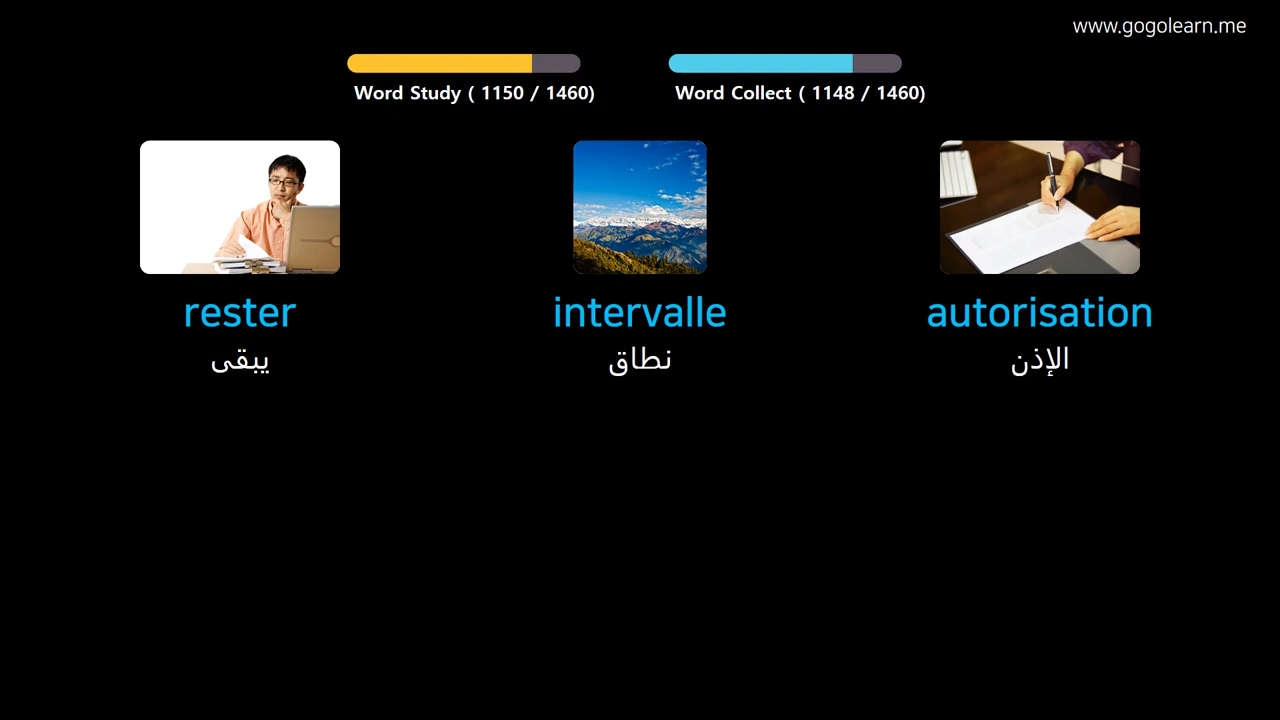 www.gogolearn.me
Word Study ( 1150 / 1460)
Word Collect ( 1148 / 1460)
rester
intervalle
autorisation
يبقى
نطاق
الإذن